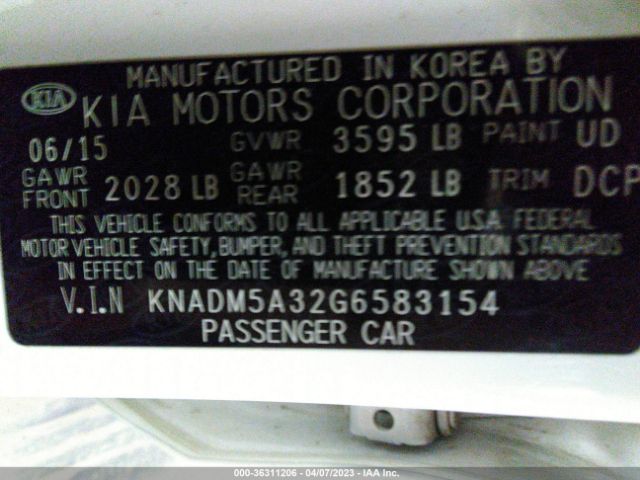 MANUFACTURED IN KOREA BY
KIA KIA MOTORS CORPORATION
06/15 GVWR 3595 LB PAINT UD
GAWR FRONT 2028 LB GAWR REAR 1852 LB TRIM DCP
THIS VEHICLE CONFORMS TO ALL APPLICABLE U.S.A. FEDERAL
MOTOR VEHICLE SAFETY, BUMPER, AND THEFT PREVENTION STANDARDS
IN EFFECT ON THE DATE OF MANUFACTURE SHOWN ABOVE
V.I.N KNADM5A32G6583154
PASSENGER CAR
000-36311206 - 04/07/2023 - IAA Inc.